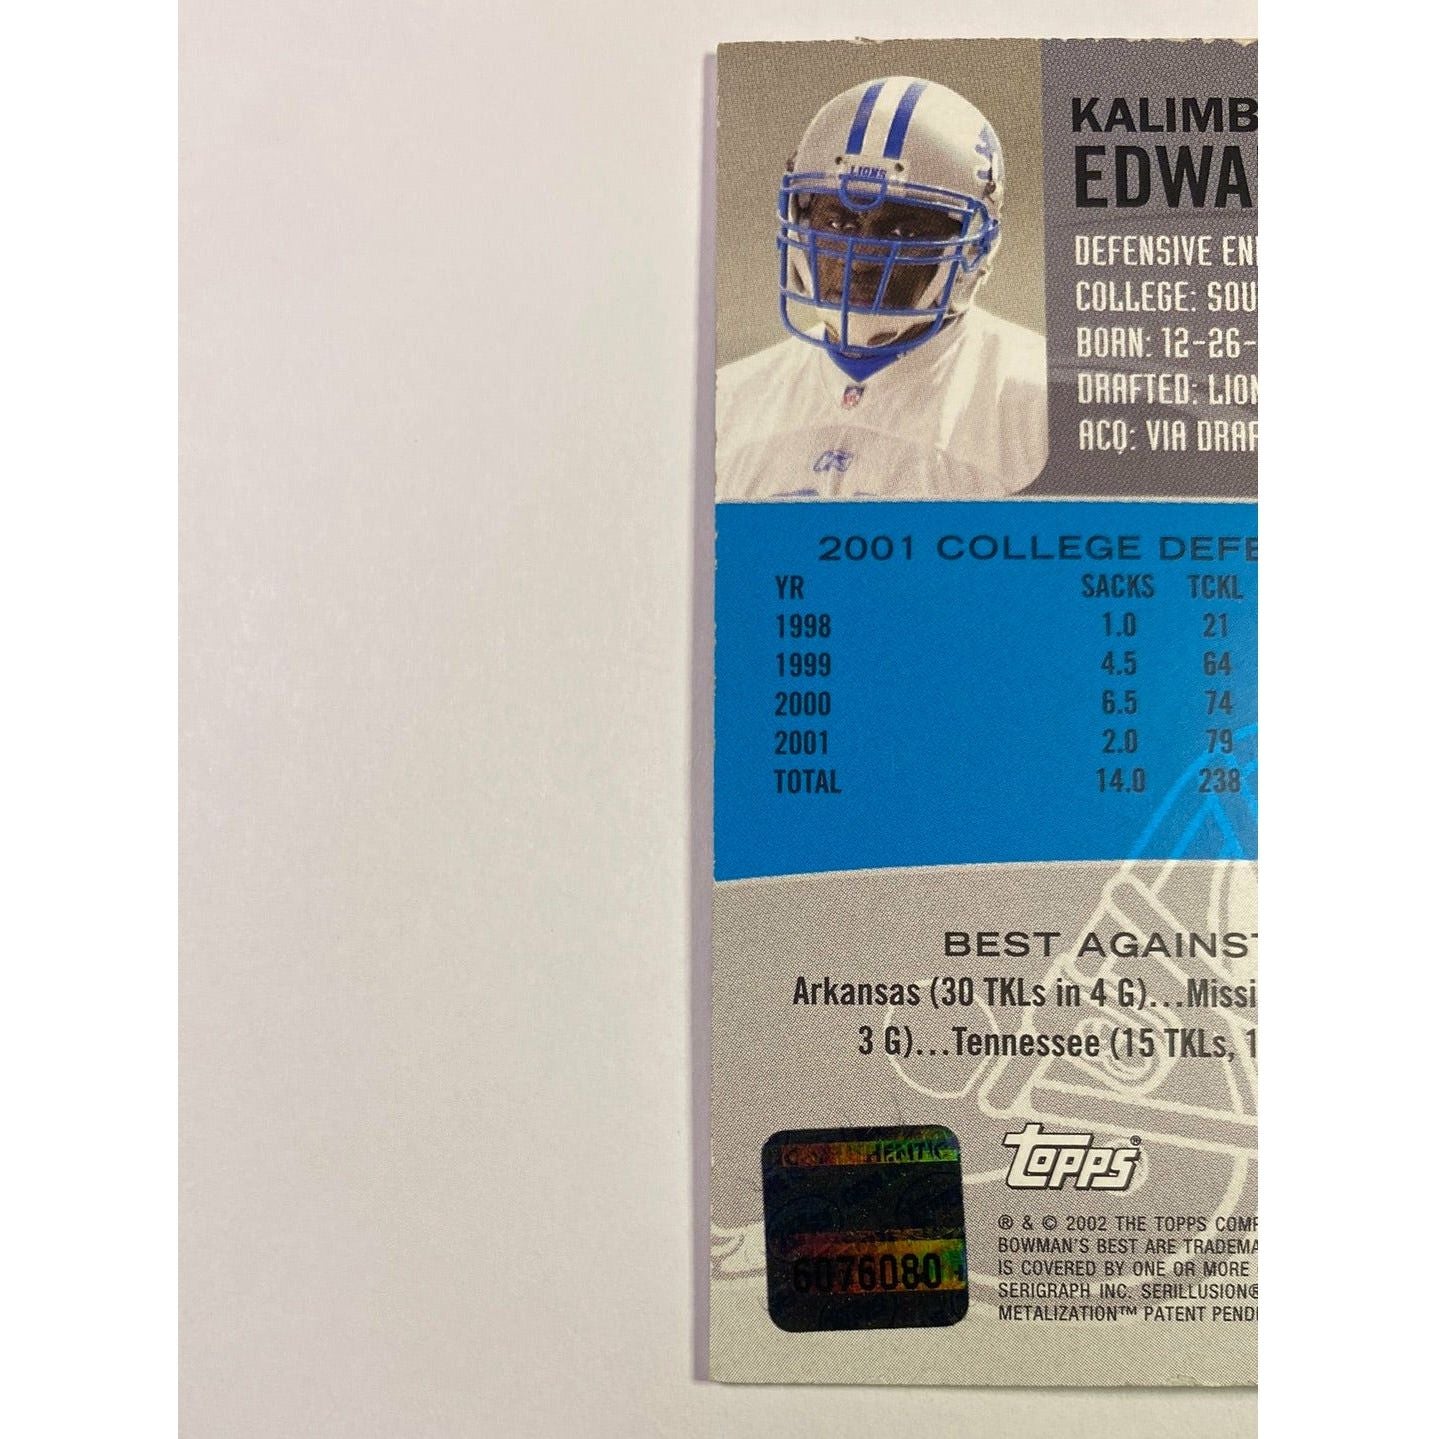 LIONS
KALIMB
EDWA
DEFENSIVE EN
COLLEGE: SOU
BORN: 12-26-
DRAFTED: LION
ACQ: VIA DRAF
2001 COLLEGE DEFE
YR SACKS TCKL
1998 1.0 21
1999 4.5 64
2000 6.5 74
2001 2.0 79
TOTAL 14.0 238
BEST AGAINST
Arkansas (30 TKLs in 4 G)...Missi
3 G)...Tennessee (15 TKLs, 1
topps®
6076080
® & © 2002 THE TOPPS COMP
BOWMAN'S BEST ARE TRADEMA
IS COVERED BY ONE OR MORE
SERIGRAPH INC. SERILLUSION®
METALIZATION™ PATENT PEND